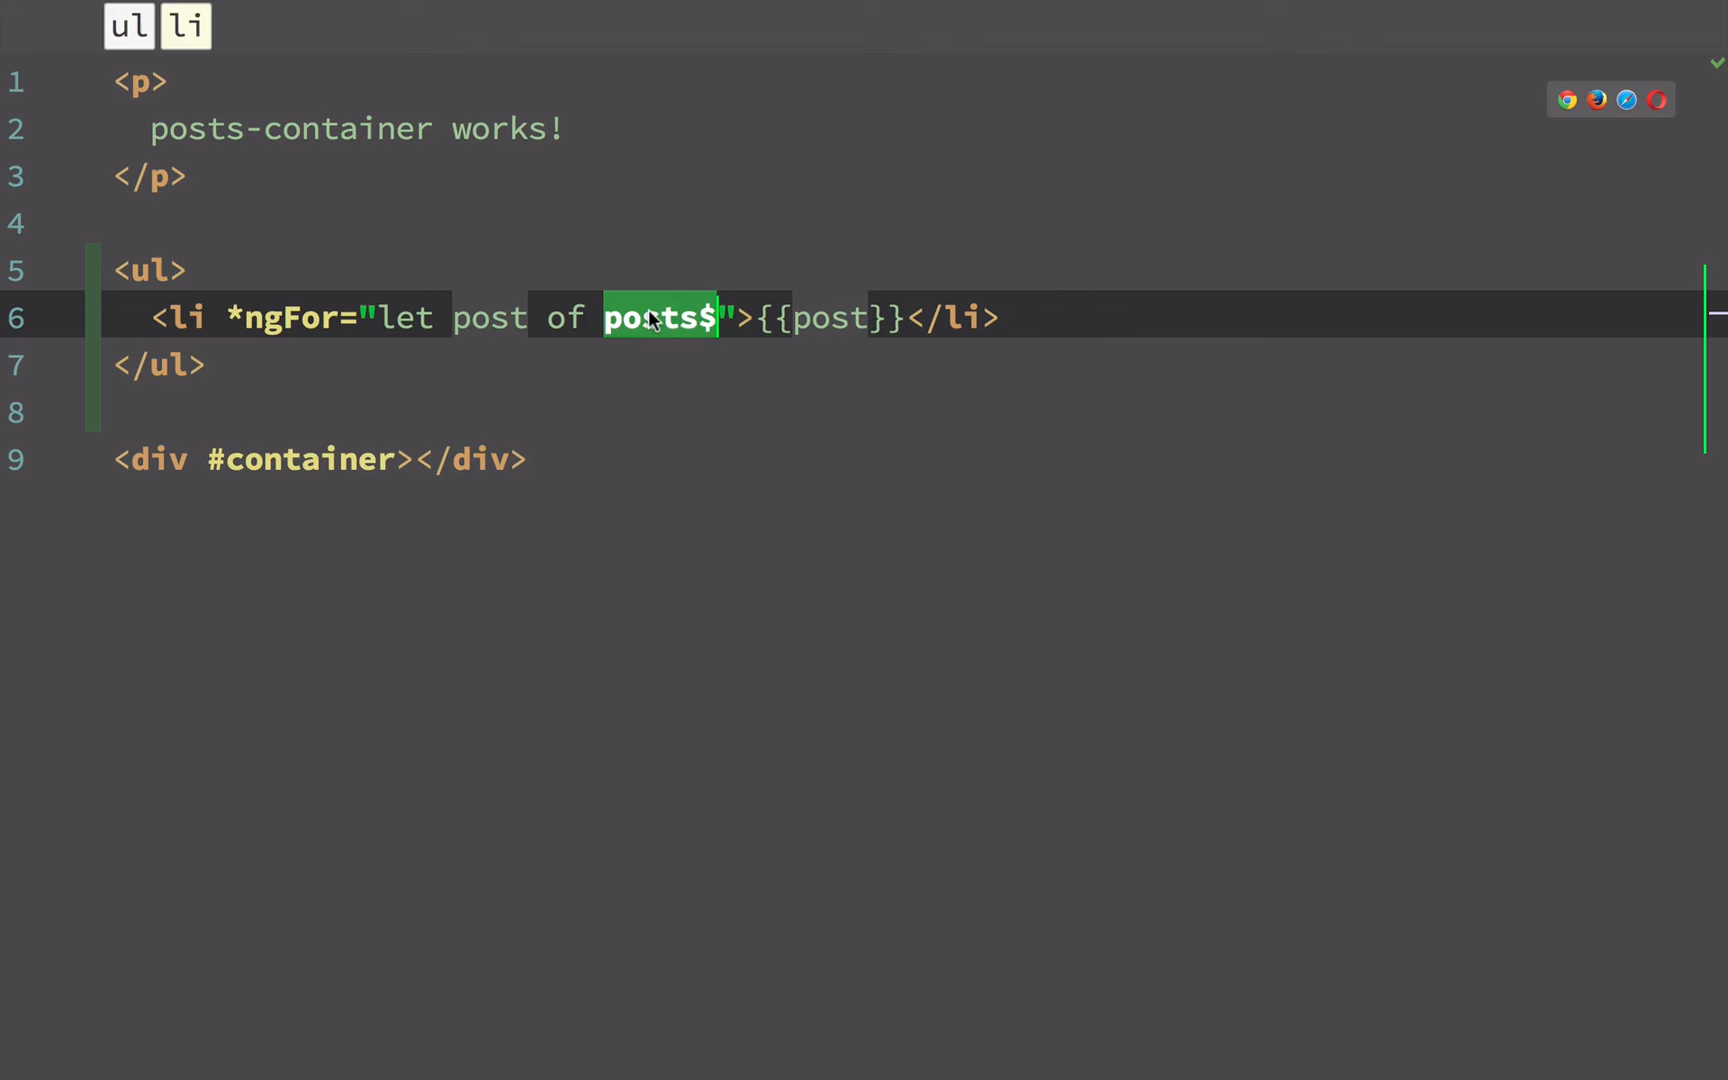 ul li
1 <p>
2 posts-container works!
3 </p>
4
5 <ul>
6 <li *ngFor="let post of posts$">{{post}}</li>
7 </ul>
8
9 <div #container></div>